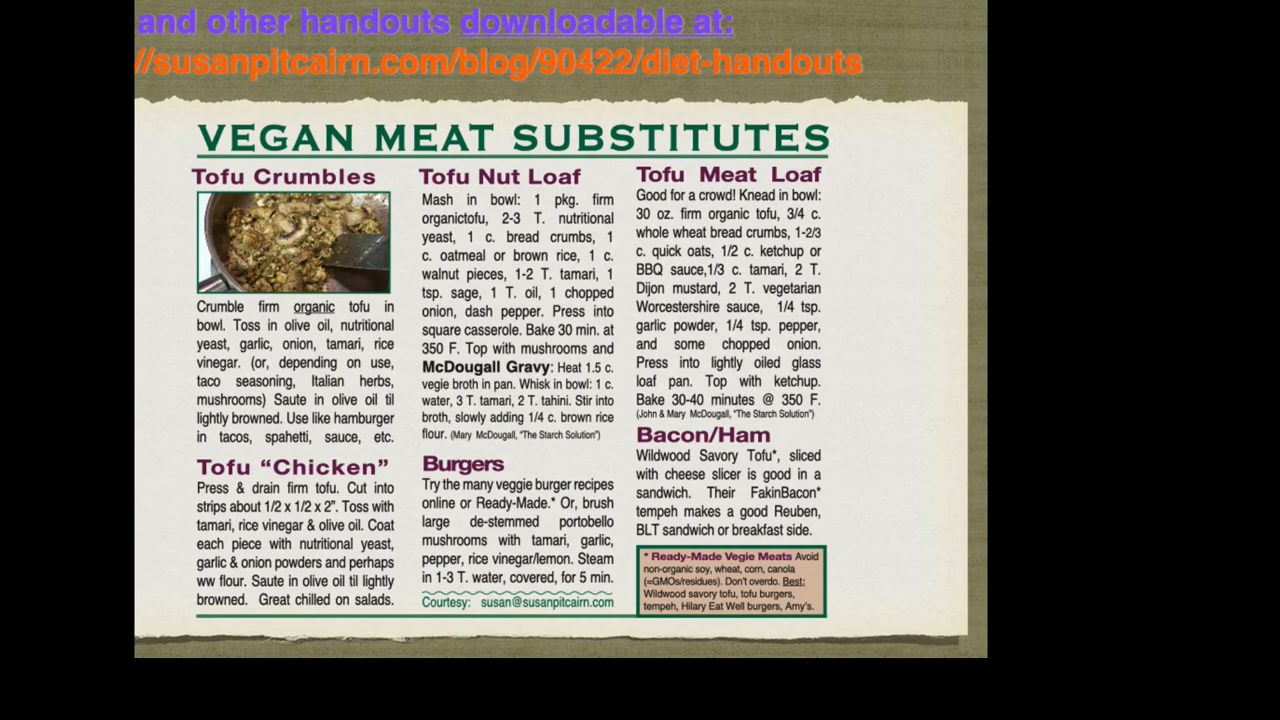 and other handouts downloadable at:
//susanpitcairn.com/blog/90422/diet-handouts
VEGAN MEAT SUBSTITUTES
Tofu Crumbles
Crumble firm organic tofu in
bowl. Toss in olive oil, nutritional
yeast, garlic, onion, tamari, rice
vinegar. (or, depending on use,
taco seasoning, Italian herbs,
mushrooms) Saute in olive oil til
lightly browned. Use like hamburger
in tacos, spahetti, sauce, etc.
Tofu “Chicken”
Press & drain firm tofu. Cut into
strips about 1/2 x 1/2 x 2”. Toss with
tamari, rice vinegar & olive oil. Coat
each piece with nutritional yeast,
garlic & onion powders and perhaps
ww flour. Saute in olive oil til lightly
browned. Great chilled on salads.
Tofu Nut Loaf
Mash in bowl: 1 pkg. firm
organictofu, 2-3 T. nutritional
yeast, 1 c. bread crumbs, 1
c. oatmeal or brown rice, 1 c.
walnut pieces, 1-2 T. tamari, 1
tsp. sage, 1 T. oil, 1 chopped
onion, dash pepper. Press into
square casserole. Bake 30 min. at
350 F. Top with mushrooms and
McDougall Gravy: Heat 1.5 c.
vegie broth in pan. Whisk in bowl: 1 c.
water, 3 T. tamari, 2 T. tahini. Stir into
broth, slowly adding 1/4 c. brown rice
flour. (Mary McDougall, “The Starch Solution”)
Burgers
Try the many veggie burger recipes
online or Ready-Made.* Or, brush
large de-stemmed portobello
mushrooms with tamari, garlic,
pepper, rice vinegar/lemon. Steam
in 1-3 T. water, covered, for 5 min.
Courtesy: susan@susanpitcairn.com
Tofu Meat Loaf
Good for a crowd! Knead in bowl:
30 oz. firm organic tofu, 3/4 c.
whole wheat bread crumbs, 1-2/3
c. quick oats, 1/2 c. ketchup or
BBQ sauce,1/3 c. tamari, 2 T.
Dijon mustard, 2 T. vegetarian
Worcestershire sauce, 1/4 tsp.
garlic powder, 1/4 tsp. pepper,
and some chopped onion.
Press into lightly oiled glass
loaf pan. Top with ketchup.
Bake 30-40 minutes @ 350 F.
(John & Mary McDougall, “The Starch Solution”)
Bacon/Ham
Wildwood Savory Tofu*, sliced
with cheese slicer is good in a
sandwich. Their FakinBacon*
tempeh makes a good Reuben,
BLT sandwich or breakfast side.
* Ready-Made Vegie Meats Avoid
non-organic soy, wheat, corn, canola
(=GMOs/residues). Don’t overdo. Best:
Wildwood savory tofu, tofu burgers,
tempeh, Hilary Eat Well burgers, Amy’s.